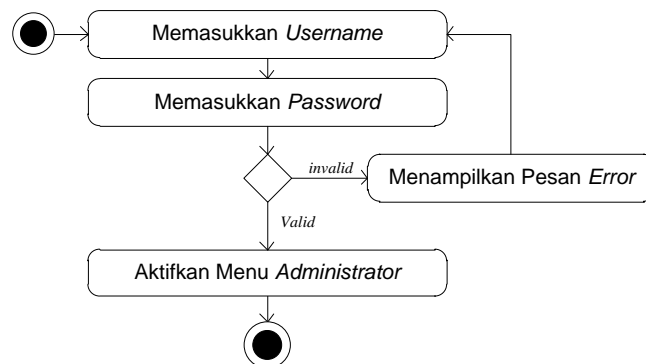 Memasukkan Username
Memasukkan Password
invalid
Menampilkan Pesan Error
Valid
Aktifkan Menu Administrator